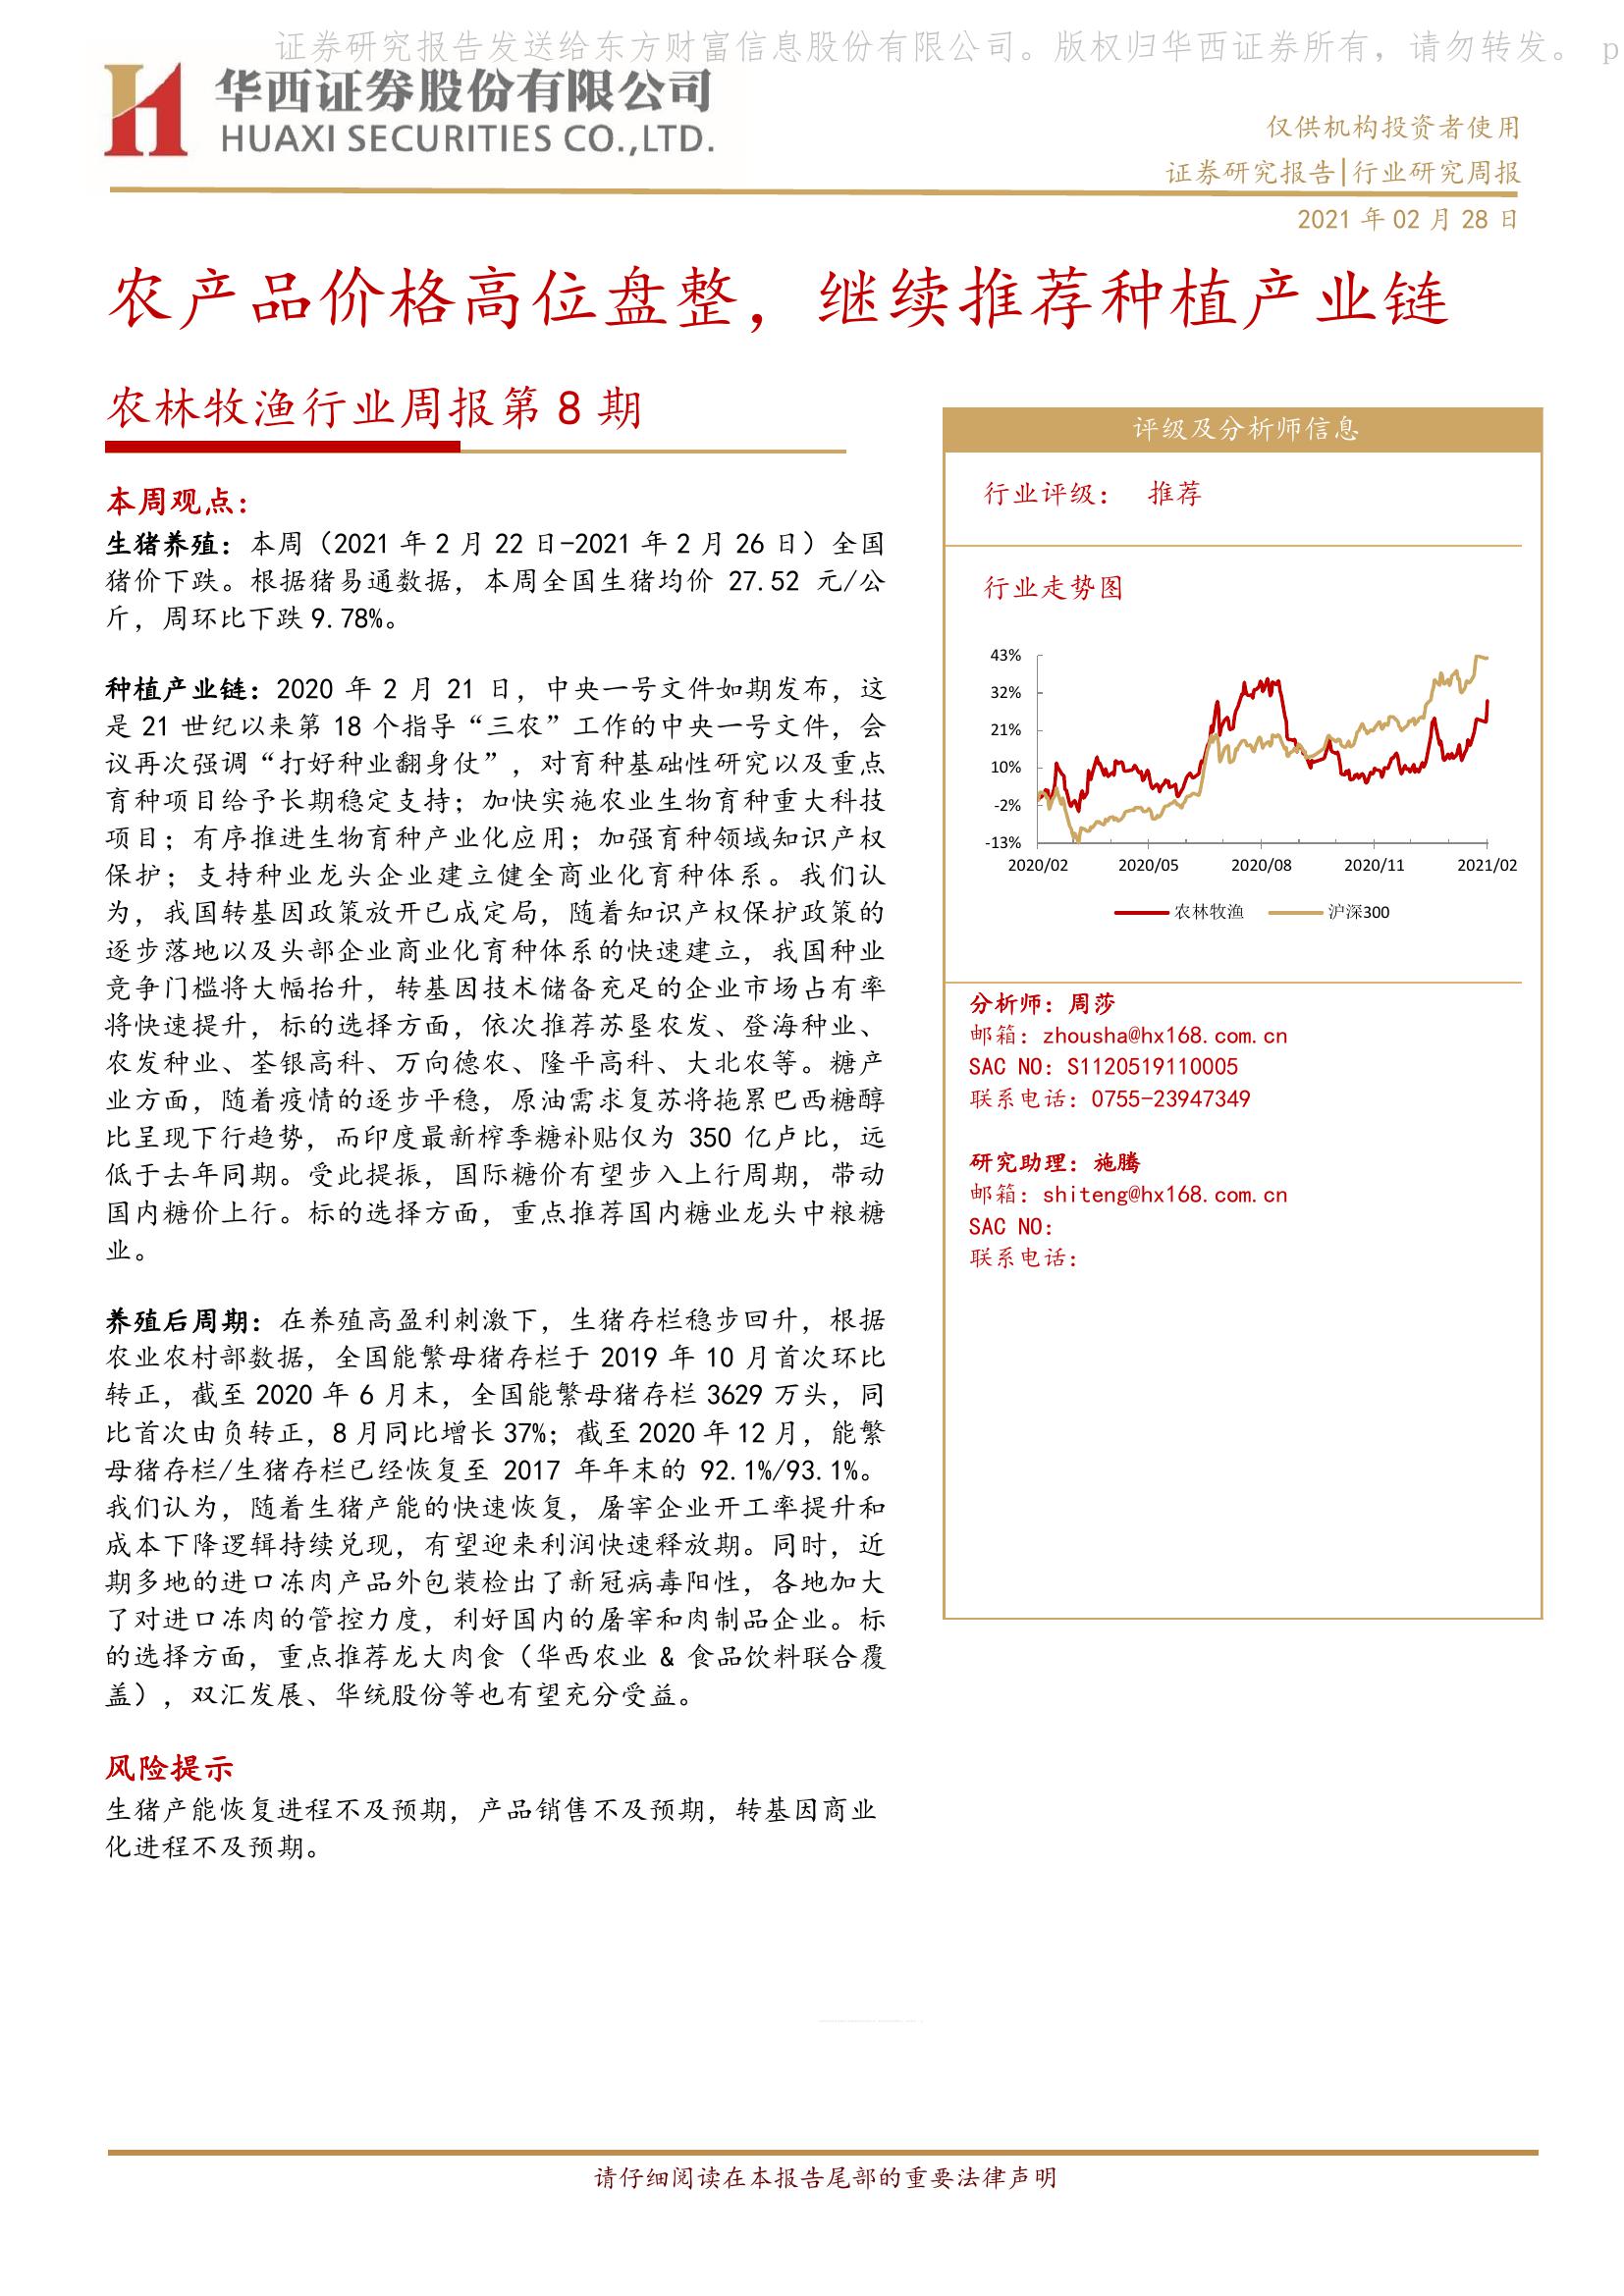 证券研究报告发送给东方财富信息股份有限公司。版权归华西证券所有，请勿转发。 p
华西证券股份有限公司
HUAXI SECURITIES CO.,LTD.
仅供机构投资者使用
证券研究报告|行业研究周报
2021 年 02 月 28 日
农产品价格高位盘整，继续推荐种植产业链
农林牧渔行业周报第 8 期
本周观点：
生猪养殖：本周（2021 年 2 月 22 日-2021 年 2 月 26 日）全国
猪价下跌。根据猪易通数据，本周全国生猪均价 27.52 元/公
斤，周环比下跌 9.78%。
种植产业链：2020 年 2 月 21 日，中央一号文件如期发布，这
是 21 世纪以来第 18 个指导“三农”工作的中央一号文件，会
议再次强调“打好种业翻身仗”，对育种基础性研究以及重点
育种项目给予长期稳定支持；加快实施农业生物育种重大科技
项目；有序推进生物育种产业化应用；加强育种领域知识产权
保护；支持种业龙头企业建立健全商业化育种体系。我们认
为，我国转基因政策放开已成定局，随着知识产权保护政策的
逐步落地以及头部企业商业化育种体系的快速建立，我国种业
竞争门槛将大幅抬升，转基因技术储备充足的企业市场占有率
将快速提升，标的选择方面，依次推荐苏垦农发、登海种业、
农发种业、荃银高科、万向德农、隆平高科、大北农等。糖产
业方面，随着疫情的逐步平稳，原油需求复苏将拖累巴西糖醇
比呈现下行趋势，而印度最新榨季糖补贴仅为 350 亿卢比，远
低于去年同期。受此提振，国际糖价有望步入上行周期，带动
国内糖价上行。标的选择方面，重点推荐国内糖业龙头中粮糖
业。
养殖后周期：在养殖高盈利刺激下，生猪存栏稳步回升，根据
农业农村部数据，全国能繁母猪存栏于 2019 年 10 月首次环比
转正，截至 2020 年 6 月末，全国能繁母猪存栏 3629 万头，同
比首次由负转正，8 月同比增长 37%；截至 2020 年 12 月，能繁
母猪存栏/生猪存栏已经恢复至 2017 年年末的 92.1%/93.1%。
我们认为，随着生猪产能的快速恢复，屠宰企业开工率提升和
成本下降逻辑持续兑现，有望迎来利润快速释放期。同时，近
期多地的进口冻肉产品外包装检出了新冠病毒阳性，各地加大
了对进口冻肉的管控力度，利好国内的屠宰和肉制品企业。标
的选择方面，重点推荐龙大肉食（华西农业 & 食品饮料联合覆
盖），双汇发展、华统股份等也有望充分受益。
风险提示
生猪产能恢复进程不及预期，产品销售不及预期，转基因商业
化进程不及预期。
评级及分析师信息
行业评级： 推荐
行业走势图
43%
32%
21%
10%
-2%
-13%
2020/02 2020/05 2020/08 2020/11 2021/02
农林牧渔 沪深300
分析师：周莎
邮箱：zhousha@hx168.com.cn
SAC NO：S1120519110005
联系电话：0755-23947349
研究助理：施腾
邮箱：shiteng@hx168.com.cn
SAC NO：
联系电话：
请仔细阅读在本报告尾部的重要法律声明